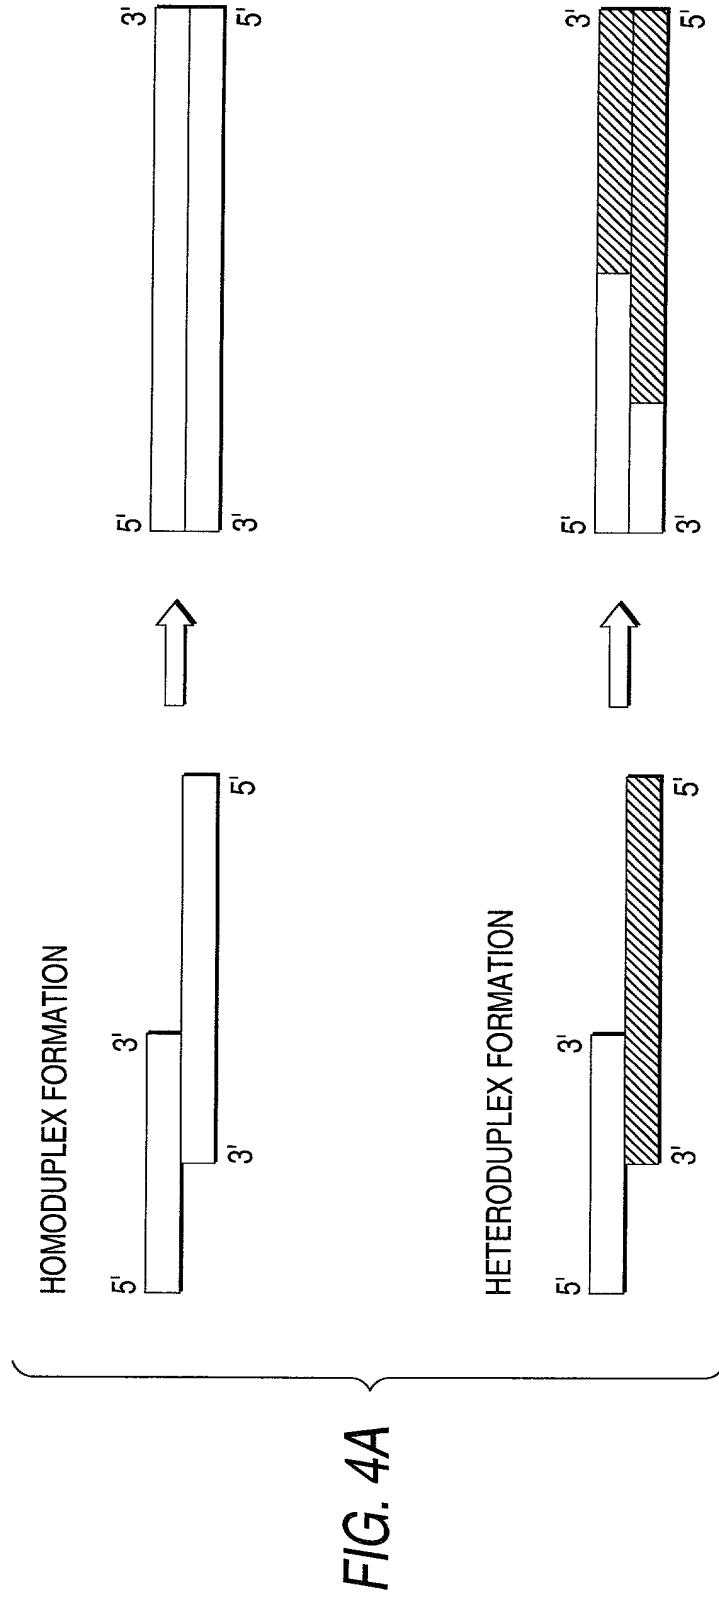 FIG. 4A
HOMODUPLEX FORMATION
5' 3'
3' 5'
5' 3'
3' 5'
HETERODUPLEX FORMATION
5' 3'
3' 5'
5' 3'
3' 5'